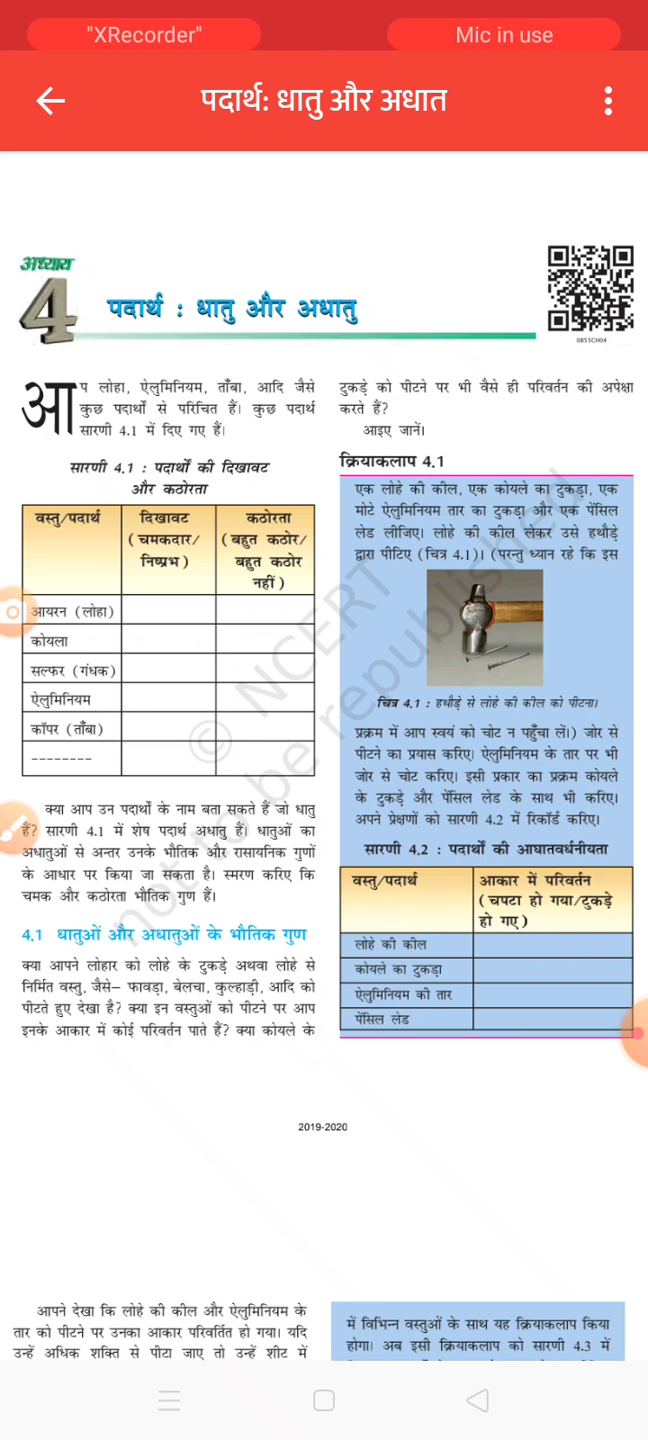 "XRecorder"
Mic in use
पदार्थ: धातु और अधात
अध्याय
4
पदार्थ : धातु और अधातु
0855CH04
आप लोहा, ऐलुमिनियम, ताँबा, आदि जैसे
कुछ पदार्थों से परिचित हैं। कुछ पदार्थ
सारणी 4.1 में दिए गए हैं।
सारणी 4.1 : पदार्थों की दिखावट
और कठोरता
वस्तु/पदार्थ
दिखावट
(चमकदार/
निष्प्रभ)
कठोरता
(बहुत कठोर/
बहुत कठोर
नहीं)
आयरन (लोहा)
कोयला
सल्फर (गंधक)
ऐलुमिनियम
कॉपर (ताँबा)
--------
क्या आप उन पदार्थों के नाम बता सकते हैं जो धातु
हैं? सारणी 4.1 में शेष पदार्थ अधातु हैं। धातुओं का
अधातुओं से अन्तर उनके भौतिक और रासायनिक गुणों
के आधार पर किया जा सकता है। स्मरण करिए कि
चमक और कठोरता भौतिक गुण हैं।
4.1 धातुओं और अधातुओं के भौतिक गुण
क्या आपने लोहार को लोहे के टुकड़े अथवा लोहे से
निर्मित वस्तु, जैसे– फावड़ा, बेलचा, कुल्हाड़ी, आदि को
पीटते हुए देखा है? क्या इन वस्तुओं को पीटने पर आप
इनके आकार में कोई परिवर्तन पाते हैं? क्या कोयले के
टुकड़े को पीटने पर भी वैसे ही परिवर्तन की अपेक्षा
करते हैं?
आइए जानें।
क्रियाकलाप 4.1
एक लोहे की कील, एक कोयले का टुकड़ा, एक
मोटे ऐलुमिनियम तार का टुकड़ा और एक पेंसिल
लेड लीजिए। लोहे की कील लेकर उसे हथौड़े
द्वारा पीटिए (चित्र 4.1)। (परन्तु ध्यान रहे कि इस
चित्र 4.1 : हथौड़े से लोहे की कील को पीटना।
प्रक्रम में आप स्वयं को चोट न पहुँचा लें।) जोर से
पीटने का प्रयास करिए। ऐलुमिनियम के तार पर भी
जोर से चोट करिए। इसी प्रकार का प्रक्रम कोयले
के टुकड़े और पेंसिल लेड के साथ भी करिए।
अपने प्रेक्षणों को सारणी 4.2 में रिकॉर्ड करिए।
सारणी 4.2 : पदार्थों की आघातवर्धनीयता
वस्तु/पदार्थ
आकार में परिवर्तन
(चपटा हो गया/टुकड़े
हो गए)
लोहे की कील
कोयले का टुकड़ा
ऐलुमिनियम की तार
पेंसिल लेड
© NCERT
not to be republished
2019-2020
आपने देखा कि लोहे की कील और ऐलुमिनियम के
तार को पीटने पर उनका आकार परिवर्तित हो गया। यदि
उन्हें अधिक शक्ति से पीटा जाए तो उन्हें शीट में
में विभिन्न वस्तुओं के साथ यह क्रियाकलाप किया
होगा। अब इसी क्रियाकलाप को सारणी 4.3 में